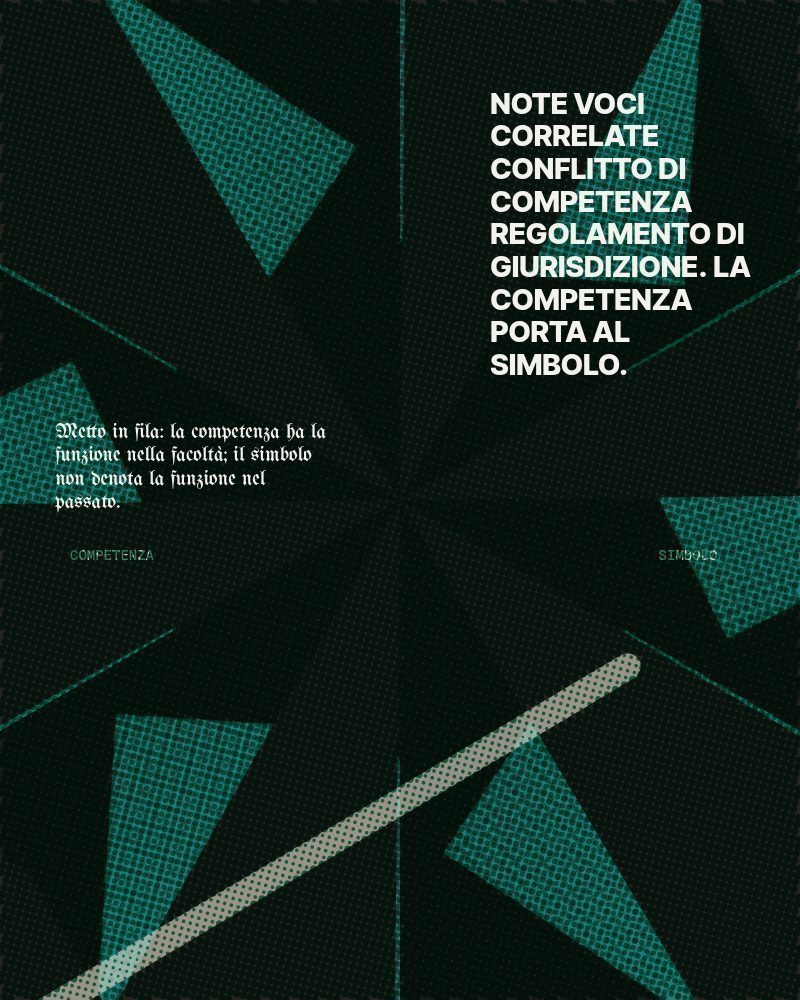 NOTE VOCI
CORRELATE
CONFLITTO DI
COMPETENZA
REGOLAMENTO DI
GIURISDIZIONE. LA
COMPETENZA
PORTA AL
SIMBOLO.
Metto in fila: la competenza ha la
funzione nella facoltà; il simbolo
non denota la funzione nel
passato.
COMPETENZA
SIMBOLO